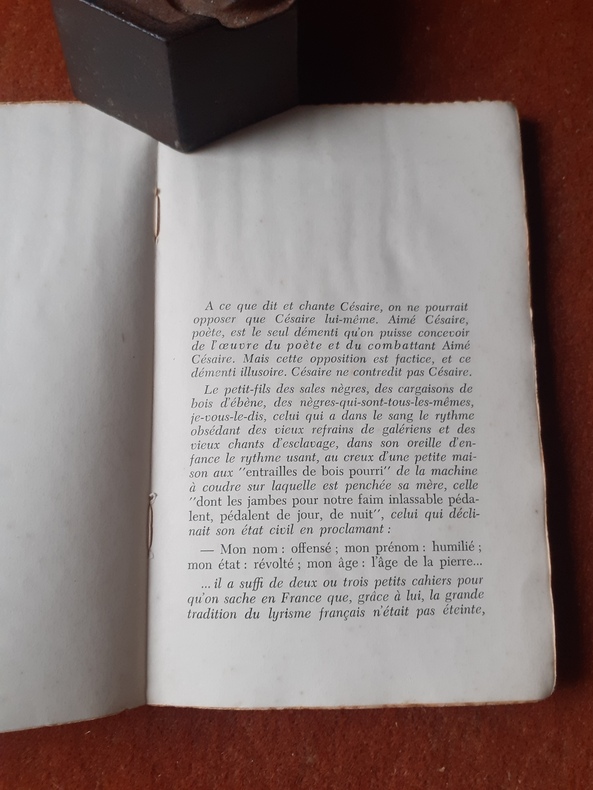 A ce que dit et chante Césaire, on ne pourrait
opposer que Césaire lui-même. Aimé Césaire,
poète, est le seul démenti qu'on puisse concevoir
de l'œuvre du poète et du combattant Aimé
Césaire. Mais cette opposition est factice, et ce
démenti illusoire. Césaire ne contredit pas Césaire.
Le petit-fils des sales nègres, des cargaisons de
bois d'ébène, des nègres-qui-sont-tous-les-mêmes,
je-vous-le-dis, celui qui a dans le sang le rythme
obsédant des vieux refrains de galériens et des
vieux chants d'esclavage, dans son oreille d'en-
fance le rythme usant, au creux d'une petite mai-
son aux "entrailles de bois pourri" de la machine
à coudre sur laquelle est penchée sa mère, celle
"dont les jambes pour notre faim inlassable péda-
lent, pédalent de jour, de nuit", celui qui décli-
nait son état civil en proclamant :
— Mon nom : offensé ; mon prénom : humilié ;
mon état : révolté ; mon âge : l'âge de la pierre...
... il a suffi de deux ou trois petits cahiers pour
qu'on sache en France que, grâce à lui, la grande
tradition du lyrisme français n'était pas éteinte,